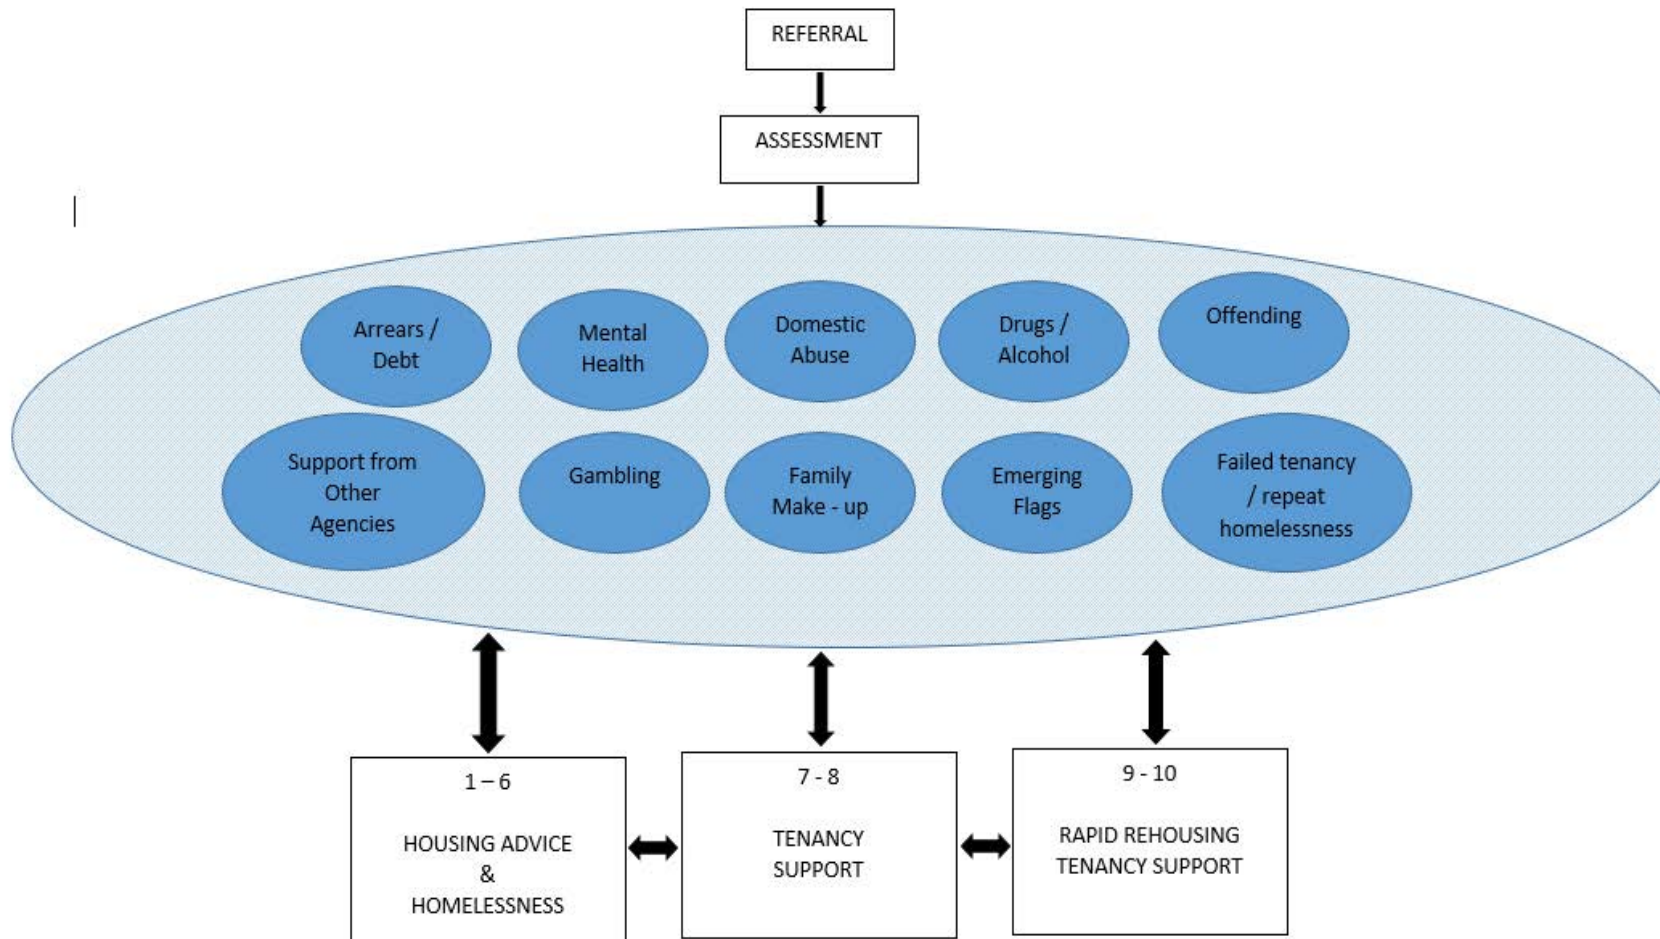 REFERRAL
ASSESSMENT
Arrears /
Debt
Mental
Health
Domestic
Abuse
Drugs /
Alcohol
Offending
Support from
Other
Agencies
Gambling
Family
Make - up
Emerging
Flags
Failed tenancy
/ repeat
homelessness
1 – 6
HOUSING ADVICE
&
HOMELESSNESS
7 - 8
TENANCY
SUPPORT
9 - 10
RAPID REHOUSING
TENANCY SUPPORT